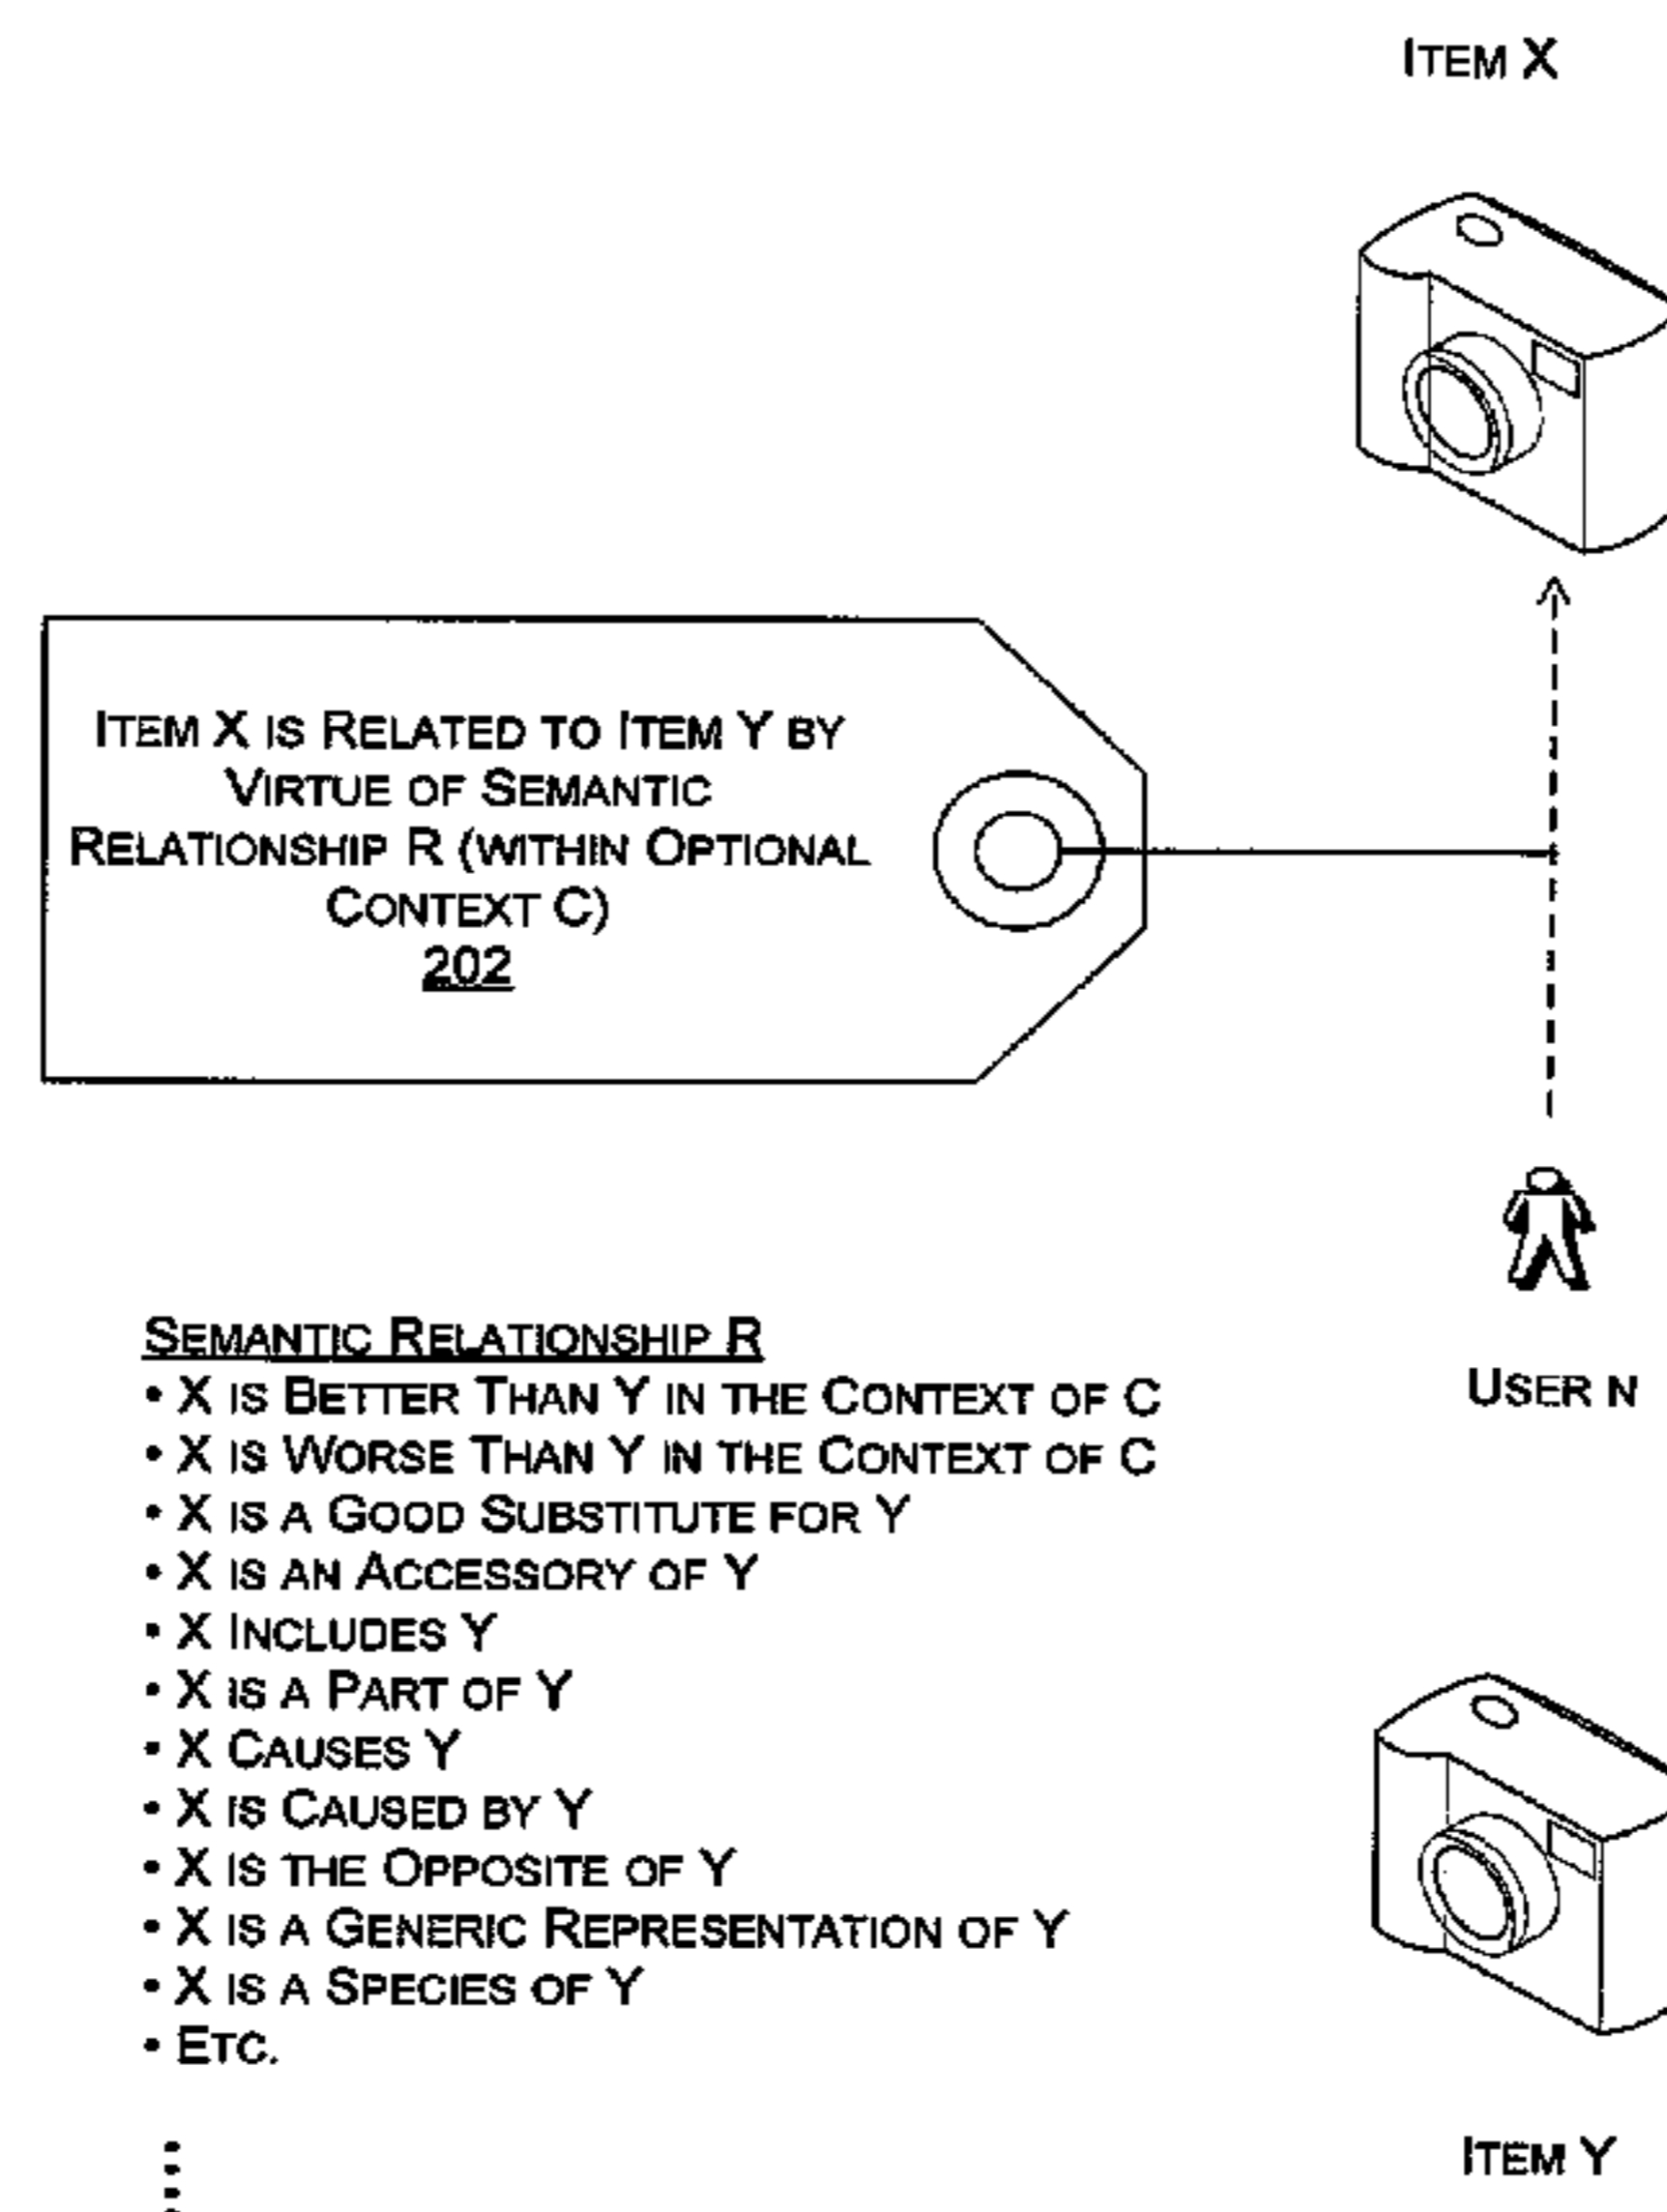 ITEM X
ITEM X IS RELATED TO ITEM Y BY
VIRTUE OF SEMANTIC
RELATIONSHIP R (WITHIN OPTIONAL
CONTEXT C)
202
USER N
SEMANTIC RELATIONSHIP R
• X IS BETTER THAN Y IN THE CONTEXT OF C
• X IS WORSE THAN Y IN THE CONTEXT OF C
• X IS A GOOD SUBSTITUTE FOR Y
• X IS AN ACCESSORY OF Y
• X INCLUDES Y
• X IS A PART OF Y
• X CAUSES Y
• X IS CAUSED BY Y
• X IS THE OPPOSITE OF Y
• X IS A GENERIC REPRESENTATION OF Y
• X IS A SPECIES OF Y
• ETC.
ITEM Y